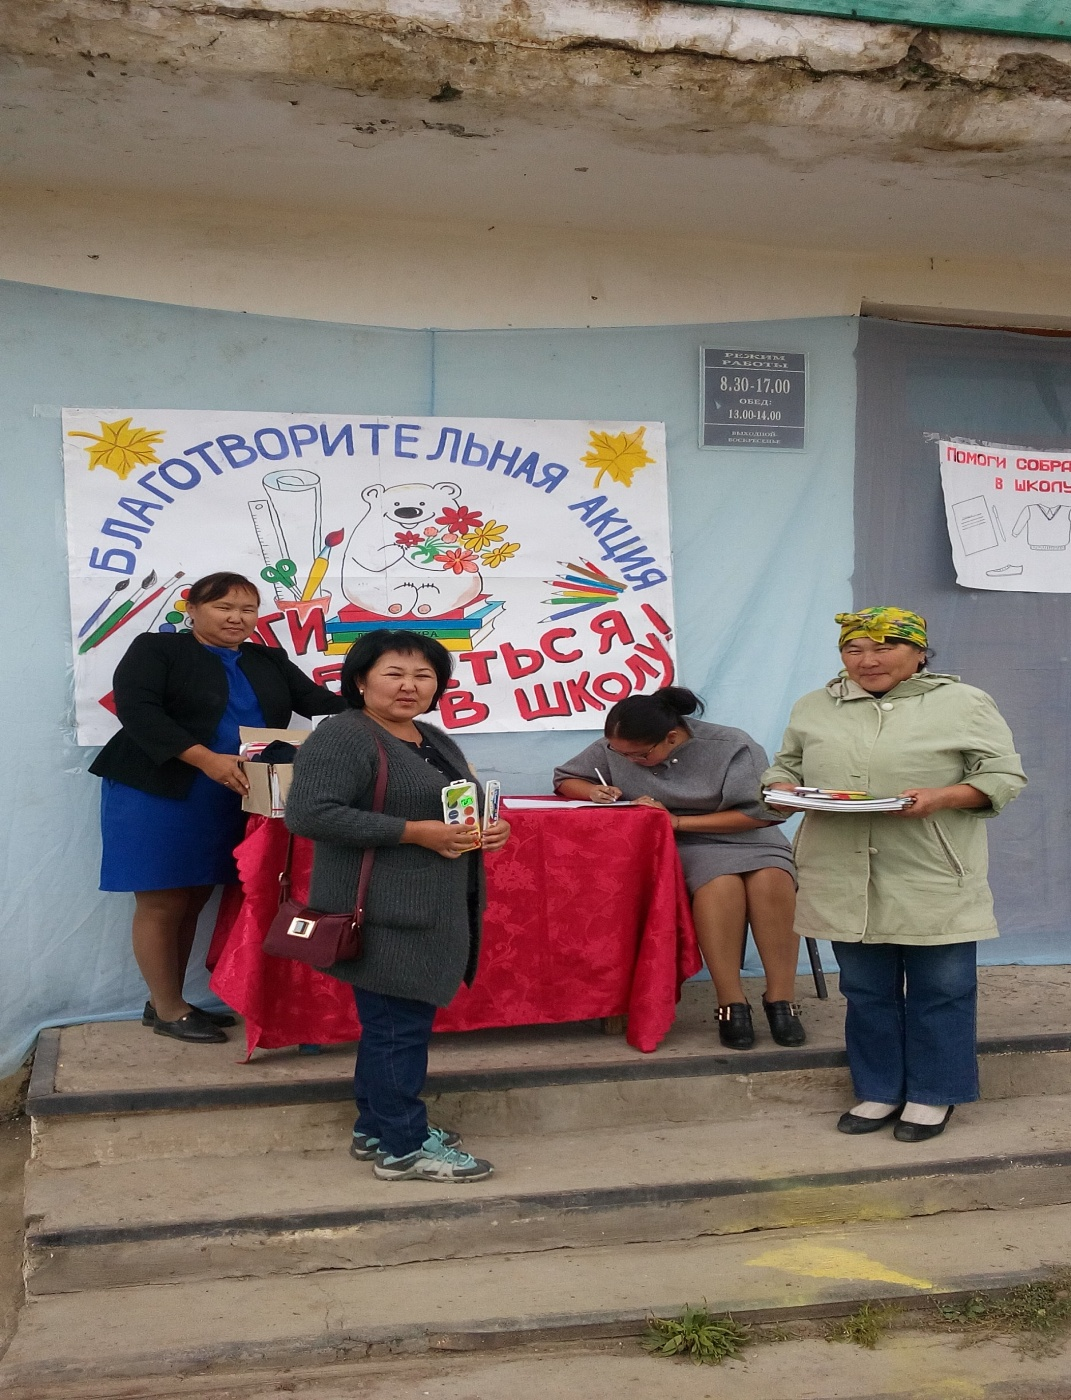 БЛАГОТВОРИТЕЛЬНАЯ АКЦИЯ
В ШКОЛУ!
РЕЖИМ
РАБОТЫ
8.30-17.00
ОБЕД:
13.00-14.00
ВЫХОДНОЙ
ВОСКРЕСЕНЬЕ
ПОМОГИ СОБРА
В ШКОЛУ